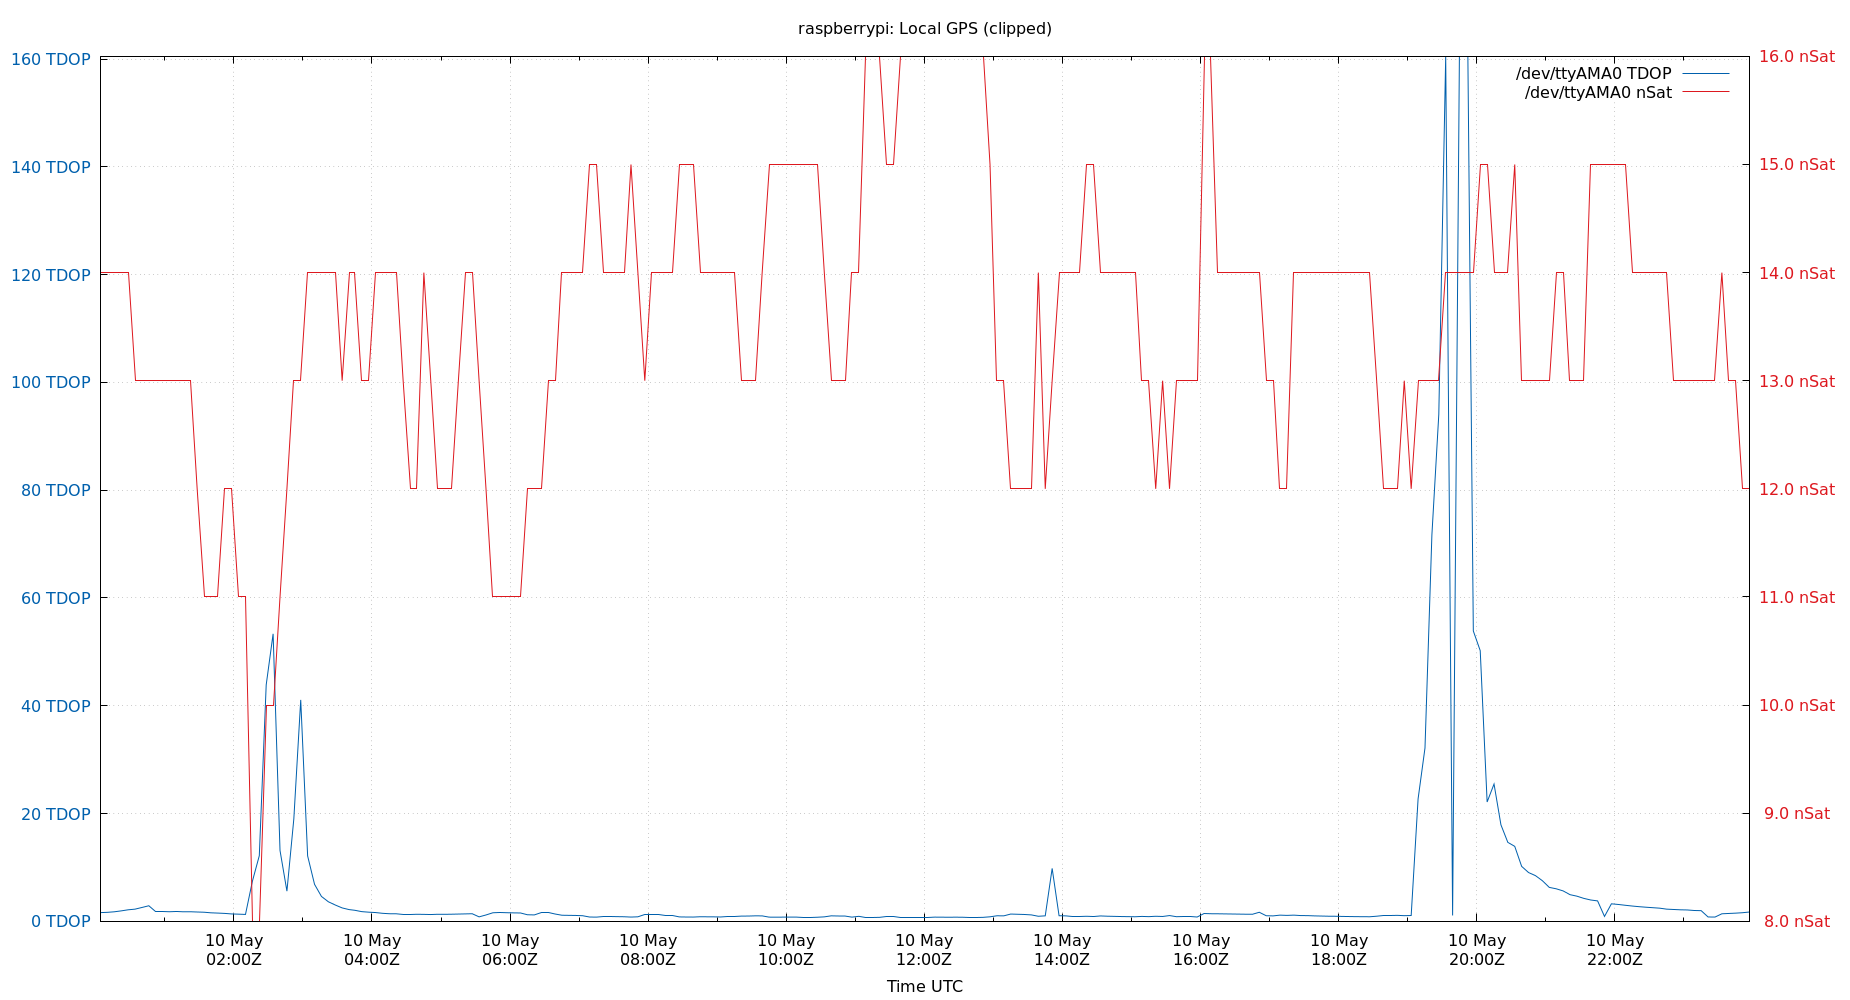 raspberrypi: Local GPS (clipped)
160 TDOP
140 TDOP
120 TDOP
100 TDOP
80 TDOP
60 TDOP
40 TDOP
20 TDOP
0 TDOP
16.0 nSat
15.0 nSat
14.0 nSat
13.0 nSat
12.0 nSat
11.0 nSat
10.0 nSat
9.0 nSat
8.0 nSat
/dev/ttyAMA0 TDOP
/dev/ttyAMA0 nSat
10 May
02:00Z
10 May
04:00Z
10 May
06:00Z
10 May
08:00Z
10 May
10:00Z
10 May
12:00Z
10 May
14:00Z
10 May
16:00Z
10 May
18:00Z
10 May
20:00Z
10 May
22:00Z
Time UTC